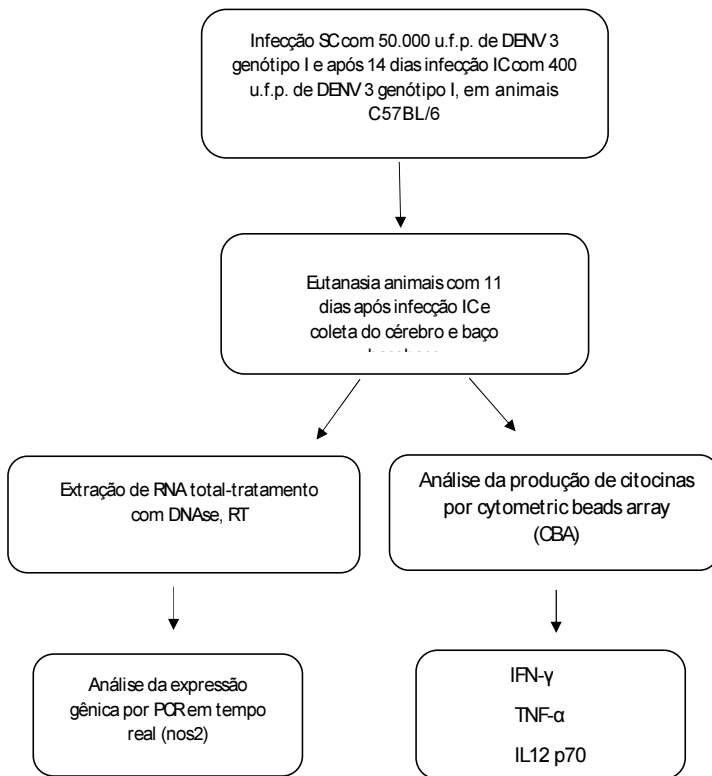 Infecção SC com 50.000 u.f.p. de DENV 3
genótipo I e após 14 dias infecção IC com 400
u.f.p. de DENV 3 genótipo I, em animais
C57BL/6
Eutanasia animais com 11
dias após infecção IC e
coleta do cérebro e baço
Extração de RNA total-tratamento
com DNAse, RT
Análise da produção de citocinas
por cytometric beads array
(CBA)
Análise da expressão
gênica por PCR em tempo
real (nos2)
IFN-γ
TNF-α
IL12 p70